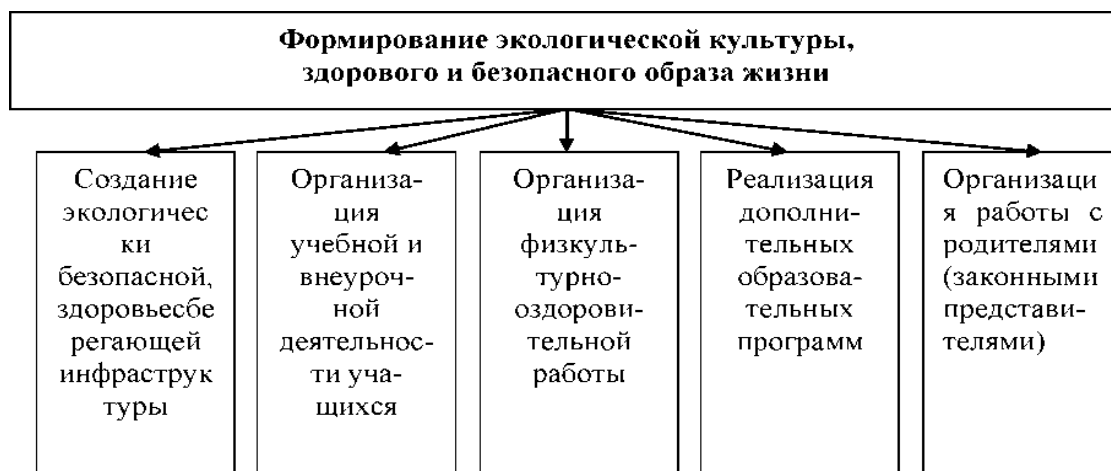 Формирование экологической культуры,
здорового и безопасного образа жизни
Создание
экологичес
ки
безопасной,
здоровьесбе
регающей
инфраструк
туры
Организа-
ция
учебной и
внеуроч-
ной
деятельнос-
ти уча-
щихся
Организа-
ция
физкуль-
турно-
оздорови-
тельной
работы
Реализация
дополни-
тельных
образова-
тельных
программ
Организаци
я работы с
родителями
(законными
представи-
телями)